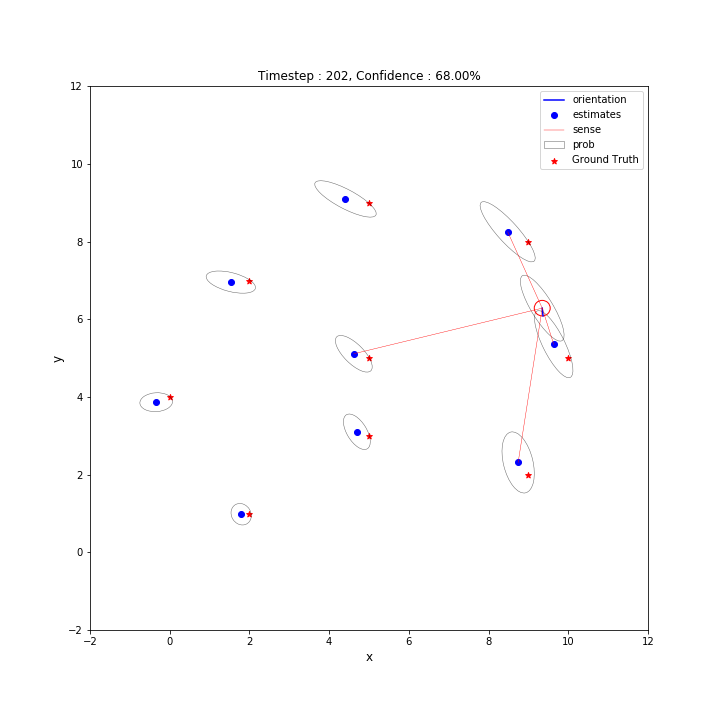 Timestep : 202, Confidence : 68.00%
orientation
estimates
sense
prob
Ground Truth
12
10
8
6
4
2
0
−2
y
−2 0 2 4 6 8 10 12
x